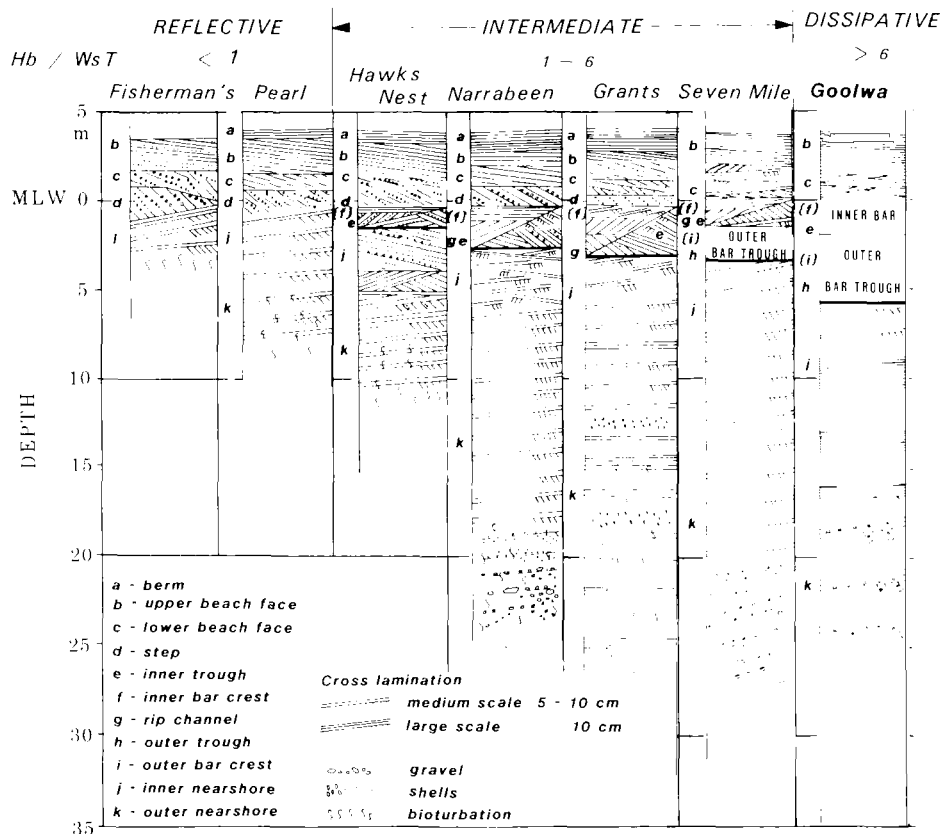 REFLECTIVE INTERMEDIATE DISSIPATIVE
Hb / WsT < 1 1 - 6 > 6
Fisherman's Pearl Hawks Nest Narrabeen Grants Seven Mile Goolwa
5
m
MLW 0
5
10
15
20
25
30
35
DEPTH
b
c
d
i
a
b
c
d
j
k
a
b
c
d
(f)
e
j
k
a
b
c
d
(f)
g e
j
k
a
b
c
d
(f)
e
g
j
k
b
c
(f)
g e
(i)
h
j
k
OUTER
BAR TROUGH
b
c
(f)
e
(i)
h
j
k
INNER BAR
OUTER
BAR TROUGH
a - berm
b - upper beach face
c - lower beach face
d - step
e - inner trough
f - inner bar crest
g - rip channel
h - outer trough
i - outer bar crest
j - inner nearshore
k - outer nearshore
Cross lamination
medium scale 5 - 10 cm
large scale 10 cm
gravel
shells
bioturbation